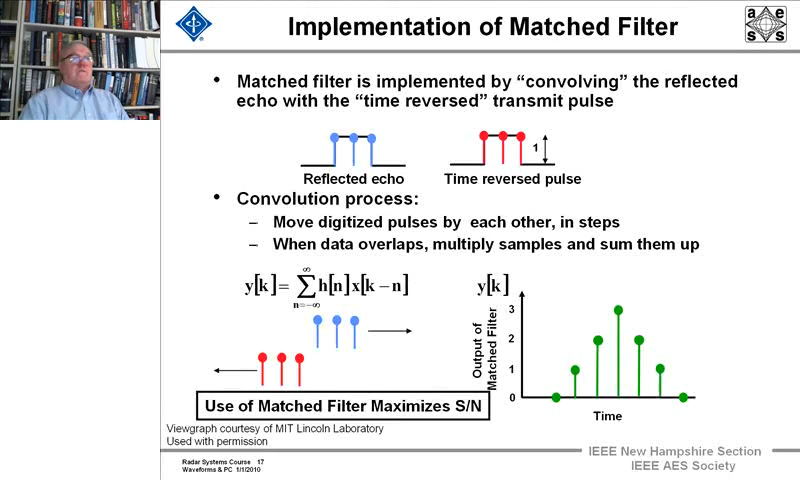 Implementation of Matched Filter
a e
s s
• Matched filter is implemented by “convolving” the reflected
echo with the “time reversed” transmit pulse
1
Reflected echo
Time reversed pulse
• Convolution process:
– Move digitized pulses by each other, in steps
– When data overlaps, multiply samples and sum them up
y[k] = ∞∑n=−∞ h[n]x[k − n]
y[k]
Output of
Matched Filter
3
2
1
0
Time
Use of Matched Filter Maximizes S/N
Viewgraph courtesy of MIT Lincoln Laboratory
Used with permission
Radar Systems Course 17
Waveforms & PC 1/1/2010
IEEE New Hampshire Section
IEEE AES Society